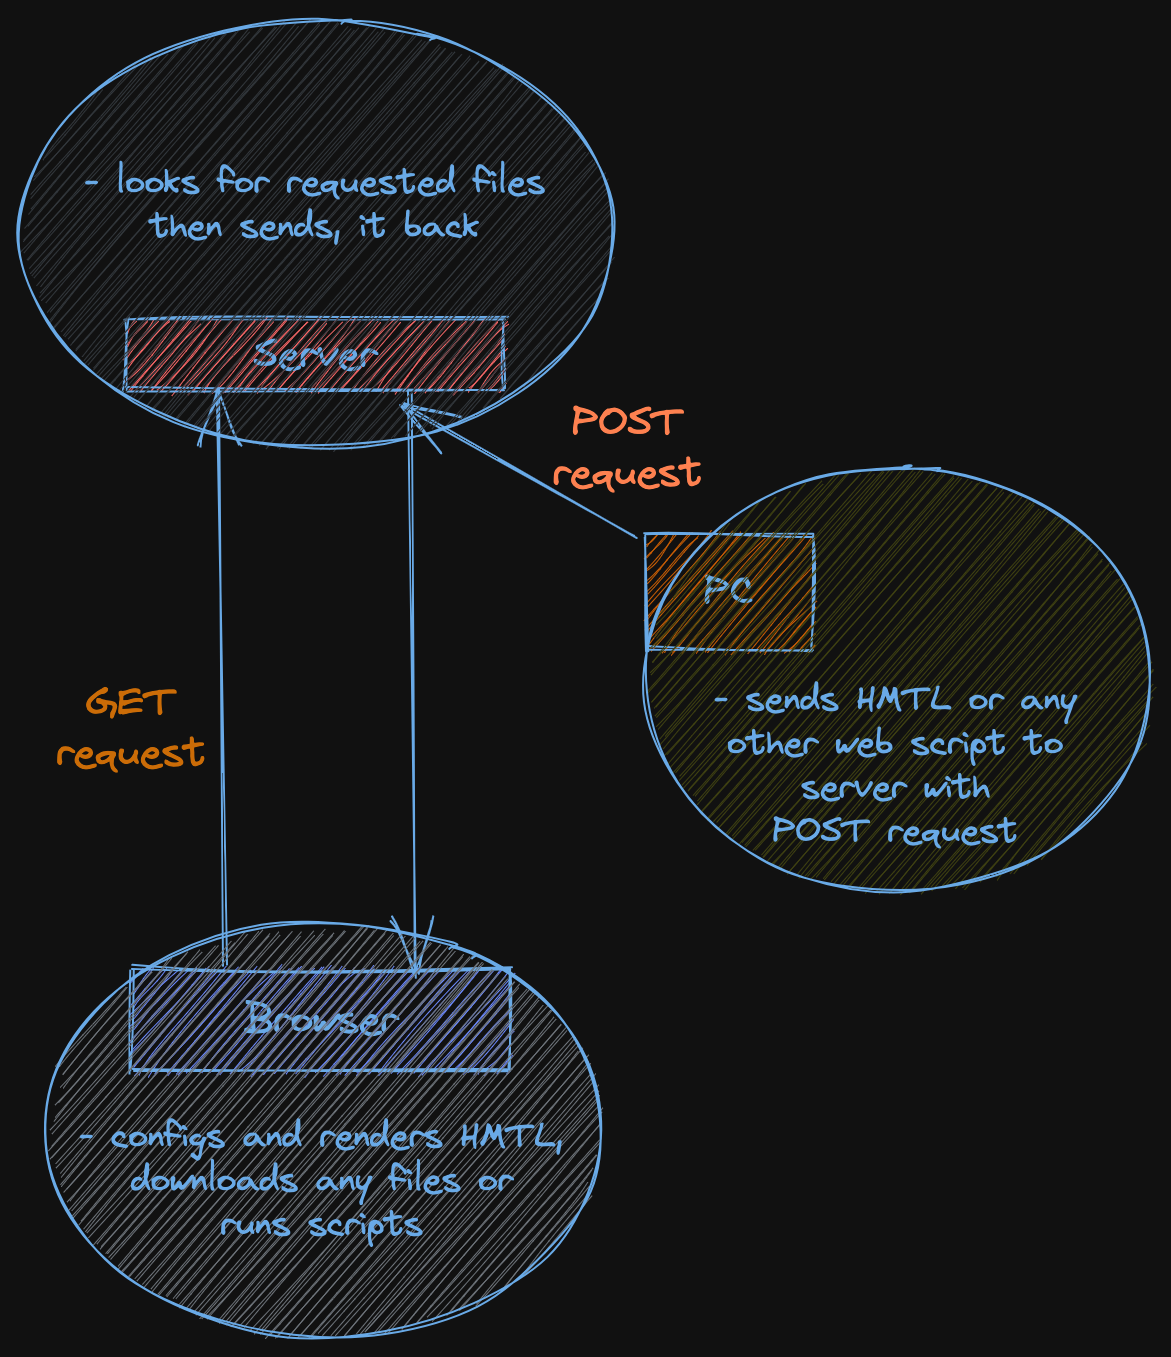 - looks for requested files
then sends, it back
Server
POST
request
PC
GET
request
- sends HMTL or any
other web script to
server with
POST request
Browser
- configs and renders HMTL,
downloads any files or
runs scripts